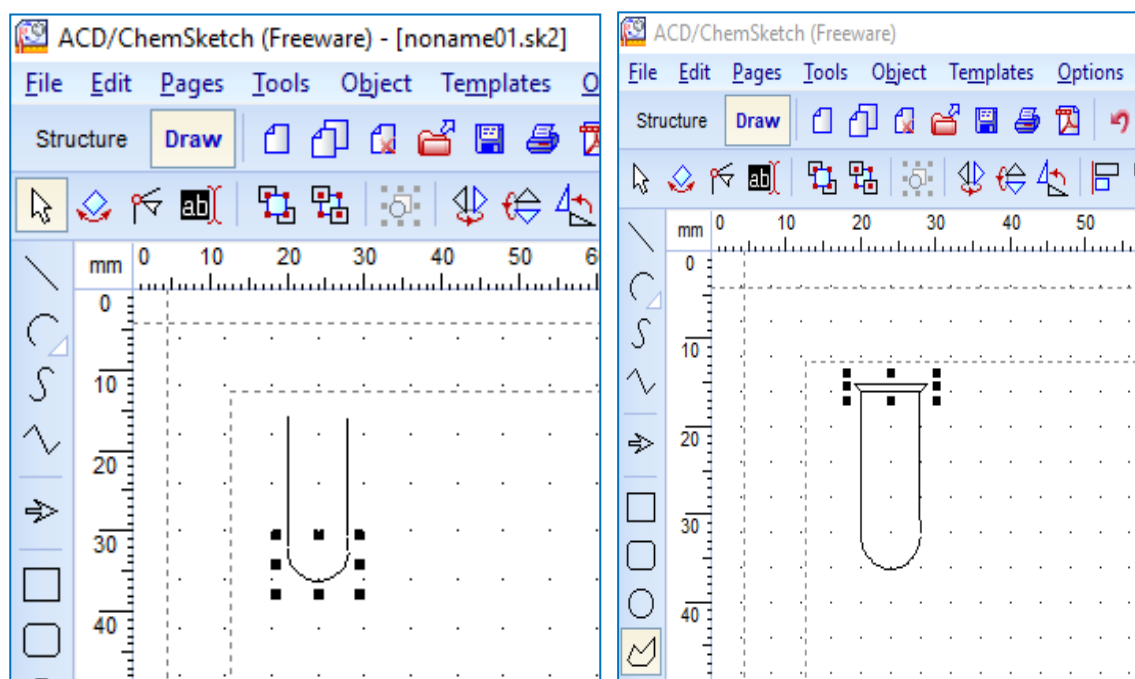 ACD/ChemSketch (Freeware) - [noname01.sk2]
File Edit Pages Tools Object Templates O
Structure Draw
ab
mm 0 10 20 30 40 50 6
0
10
20
30
40
ACD/ChemSketch (Freeware)
File Edit Pages Tools Object Templates Options
Structure Draw
ab
mm 0 10 20 30 40 50
0
10
20
30
40